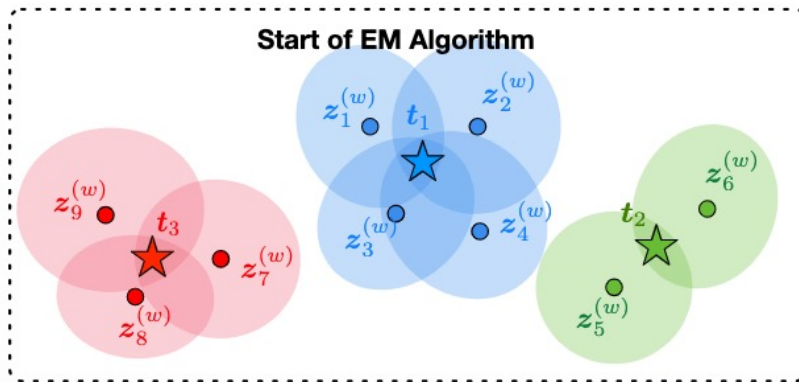 Start of EM Algorithm
z_1^{(w)}
t_1
z_2^{(w)}
z_3^{(w)}
z_4^{(w)}
z_9^{(w)}
t_3
z_7^{(w)}
z_8^{(w)}
z_6^{(w)}
t_2
z_5^{(w)}